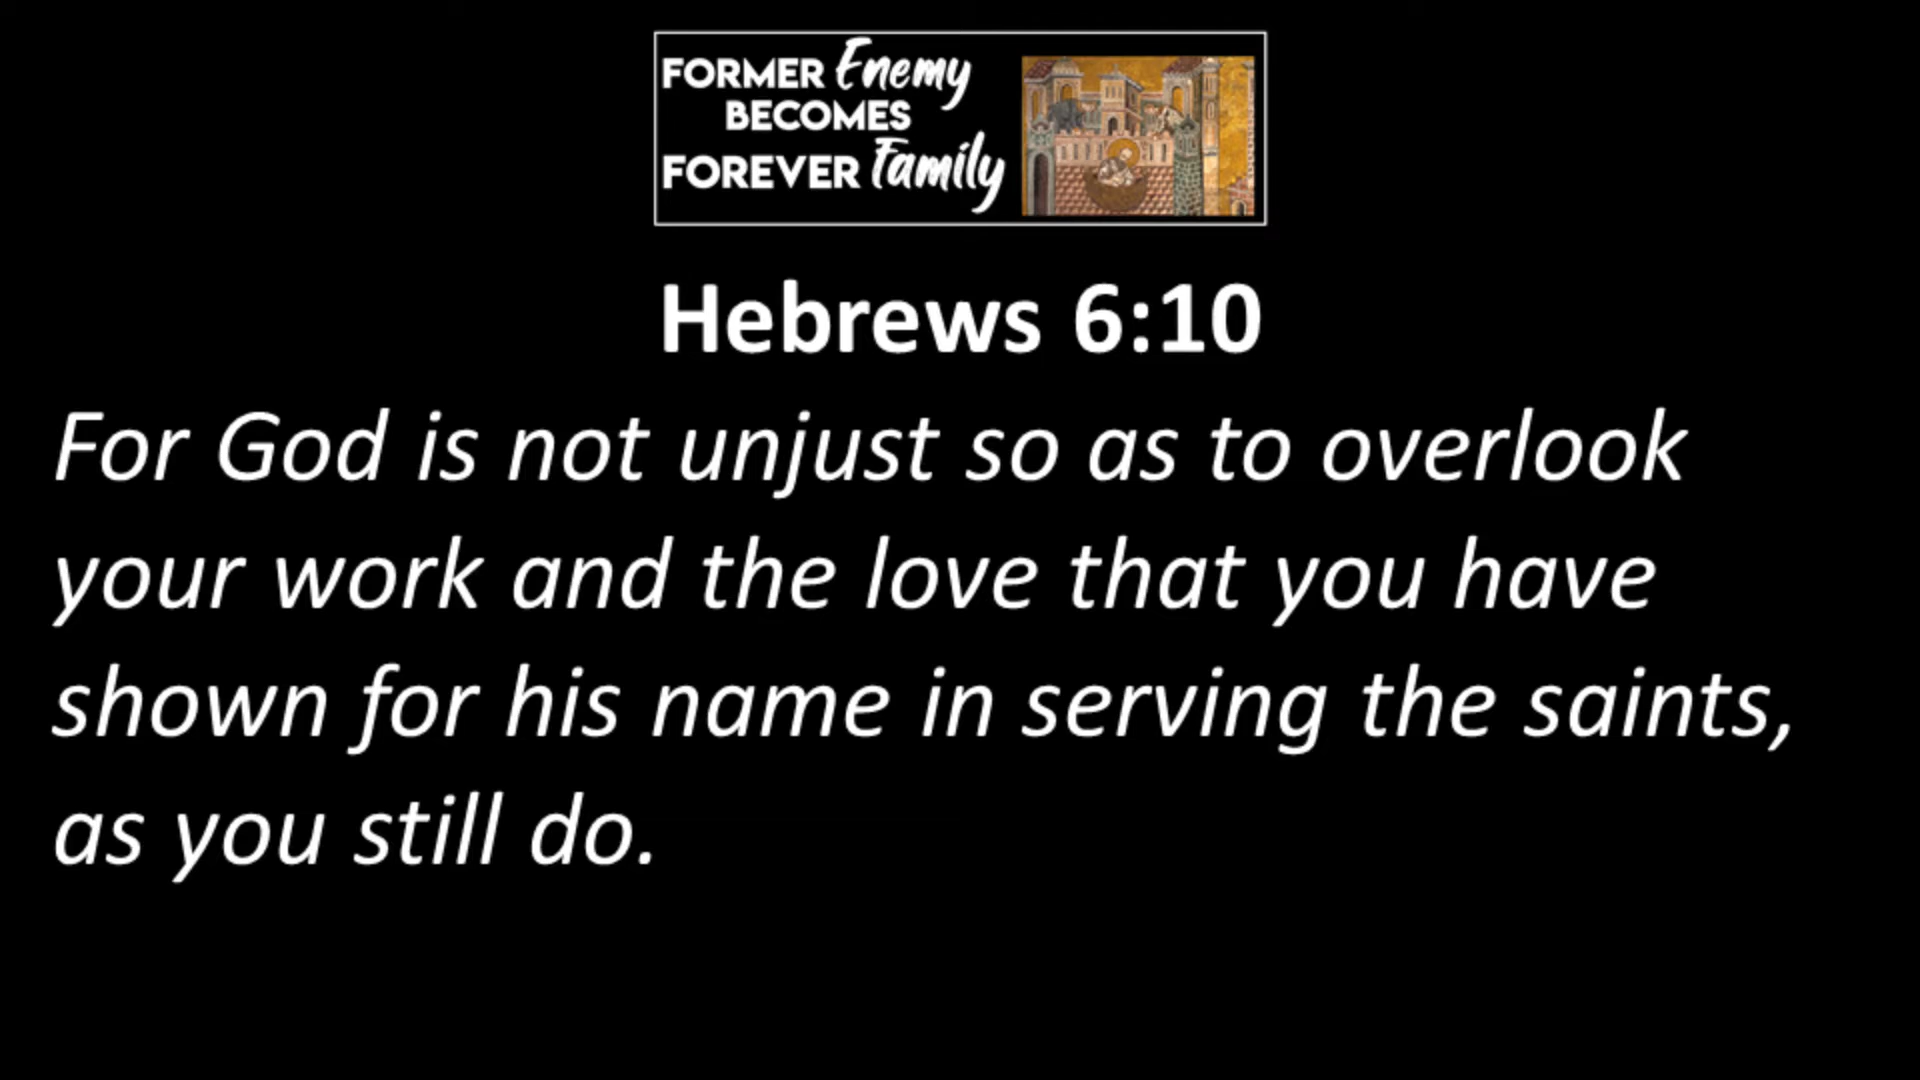 FORMER Enemy
BECOMES
FOREVER Family
Hebrews 6:10
For God is not unjust so as to overlook
your work and the love that you have
shown for his name in serving the saints,
as you still do.